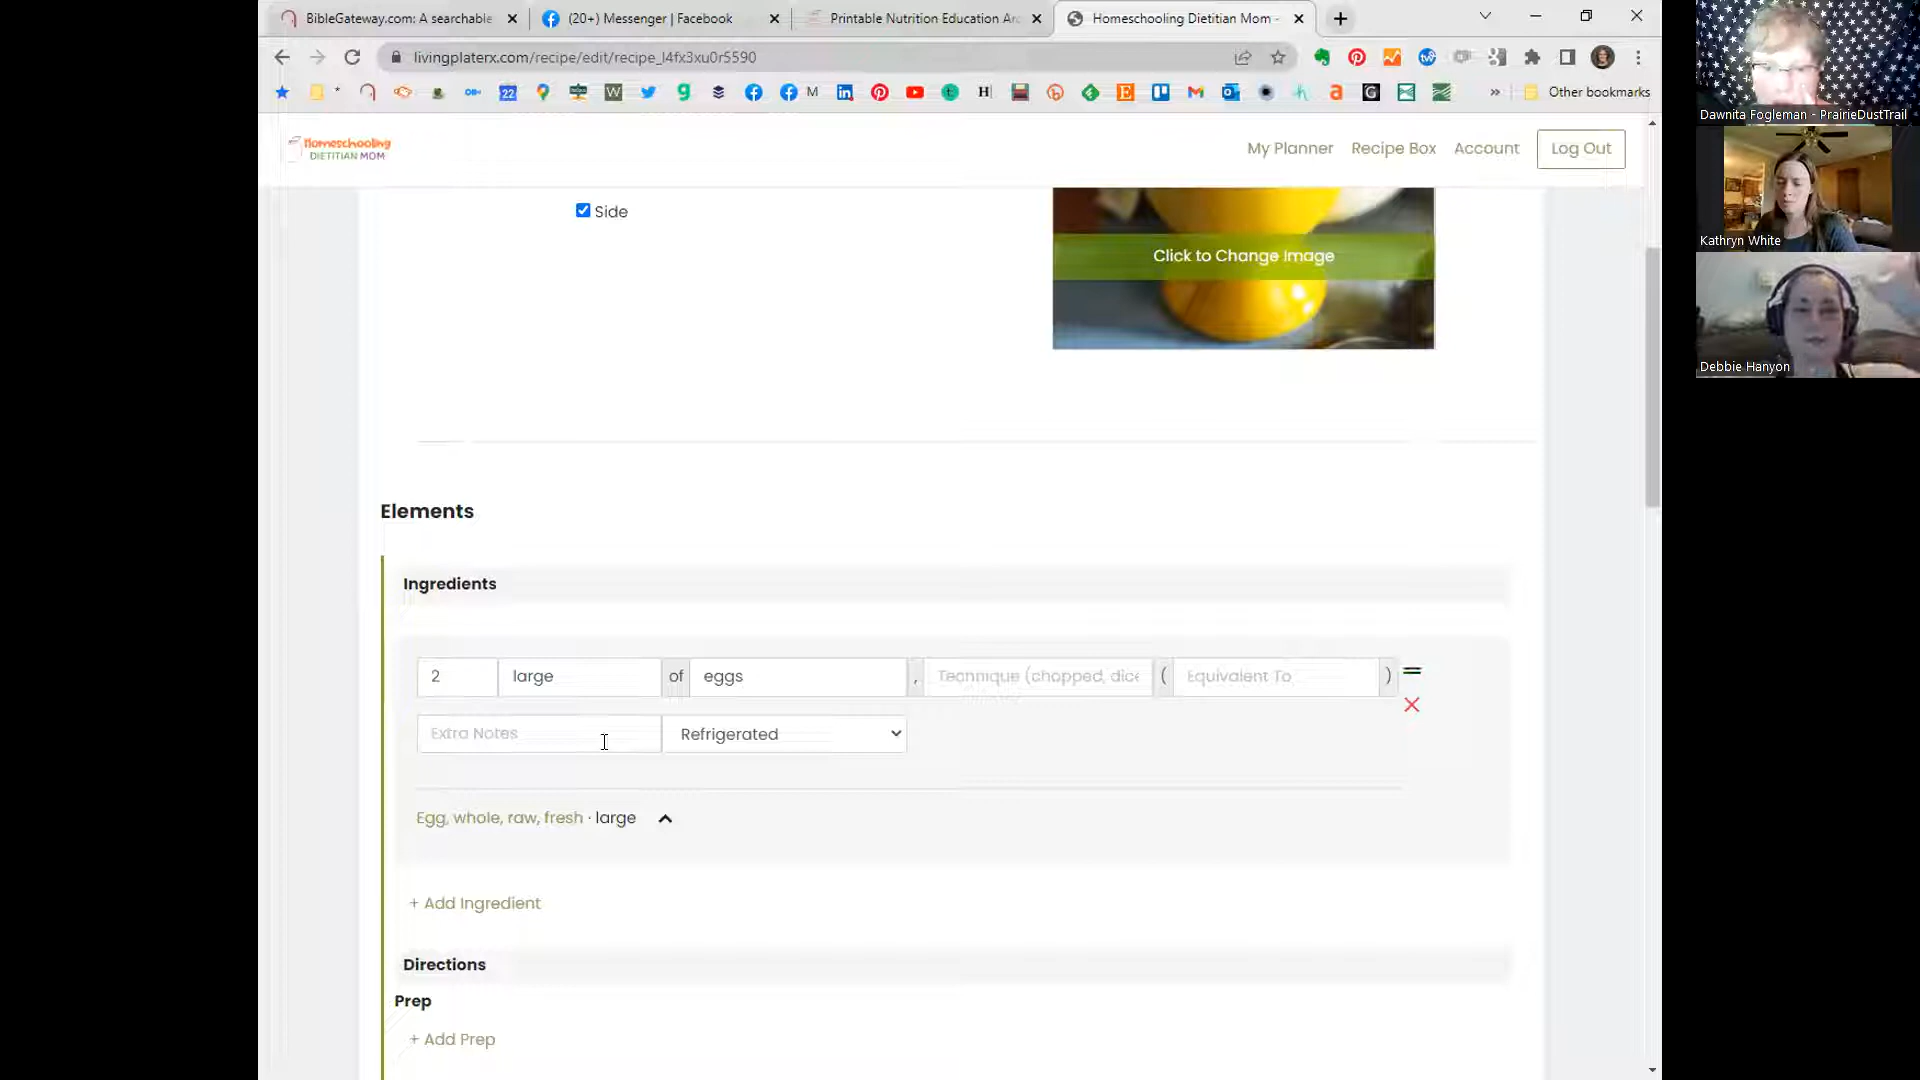 BibleGateway.com: A searchable
(20+) Messenger | Facebook
Printable Nutrition Education Ar
Homeschooling Dietitian Mom -
livingplaterx.com/recipe/edit/recipe_l4fx3xu0r5590
Other bookmarks
Homeschooling
DIETITIAN MOM
My Planner
Recipe Box
Account
Log Out
Side
Click to Change Image
Elements
Ingredients
2 large of eggs , Technique (chopped, dice ( Equivalent To )
Extra Notes Refrigerated
Egg, whole, raw, fresh · large
+ Add Ingredient
Directions
Prep
+ Add Prep
Dawnita Fogleman - PrairieDustTrail
Kathryn White
Debbie Hanyon